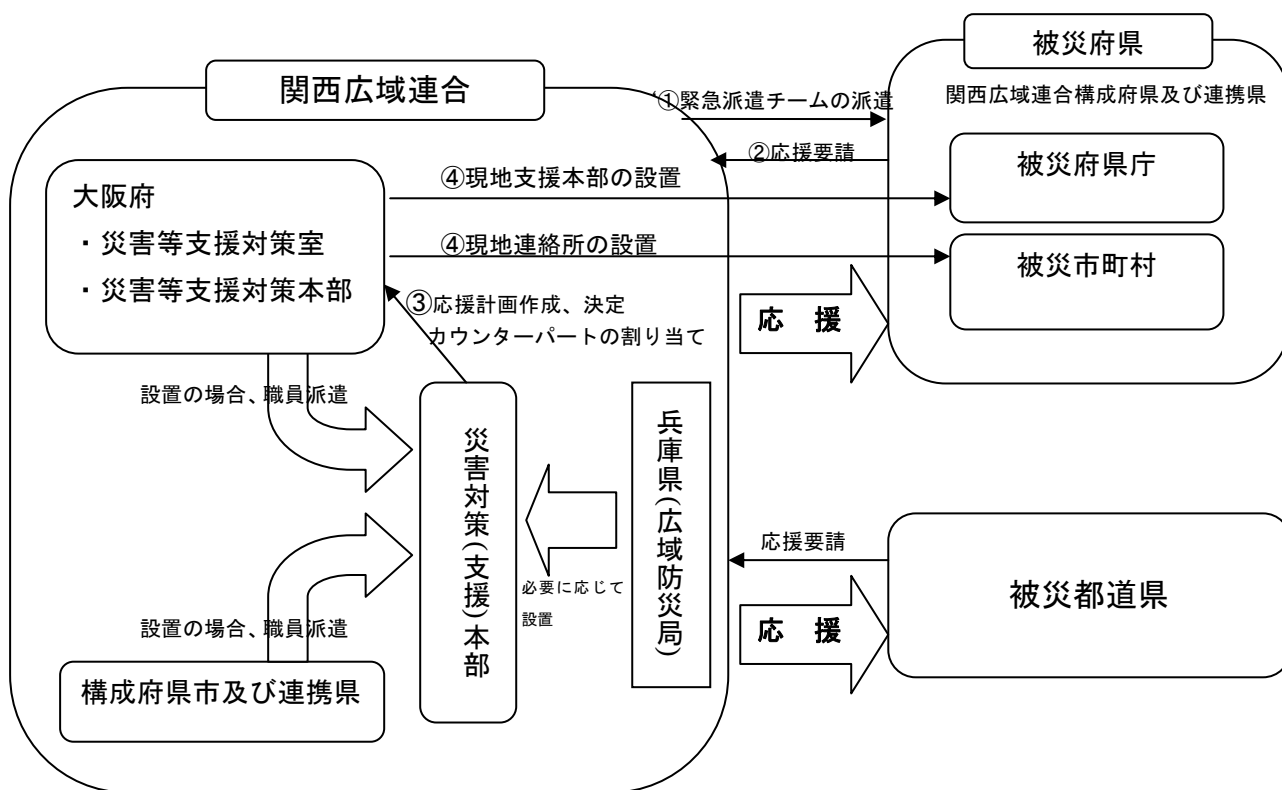 関西広域連合
被災府県
関西広域連合構成府県及び連携県
①緊急派遣チームの派遣
②応援要請
被災府県庁
④現地支援本部の設置
大阪府
・災害等支援対策室
・災害等支援対策本部
④現地連絡所の設置
被災市町村
③応援計画作成、決定
カウンターパートの割り当て
応 援
設置の場合、職員派遣
災害対策(支援)本部
兵庫県(広域防災局)
必要に応じて
設置
応援要請
被災都道県
応 援
設置の場合、職員派遣
構成府県市及び連携県